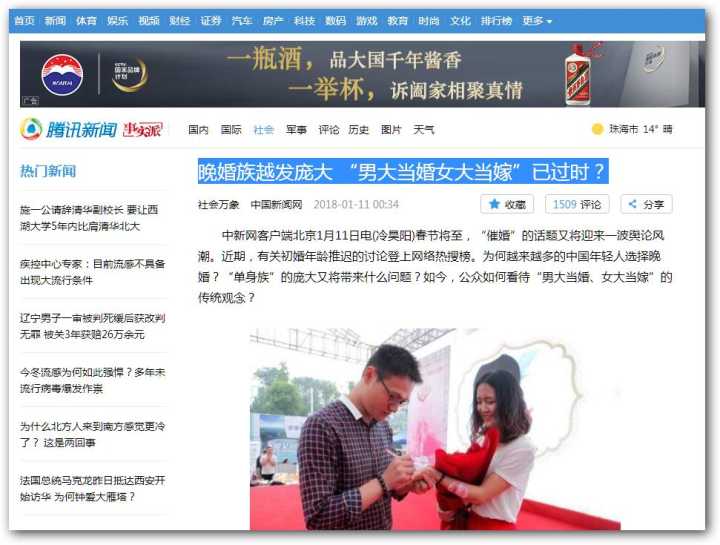 首页 新闻 体育 娱乐 视频 财经 证券 汽车 房产 科技 数码 游戏 教育 时尚 文化 排行榜 更多
MOUTAI
CCTV
国家品牌
计划
一瓶酒，品大国千年酱香
一举杯，诉阖家相聚真情
广告
腾讯新闻 事实派
国内 国际 社会 军事 评论 历史 图片 天气
珠海市 14° 晴
热门新闻
施一公请辞清华副校长 要让西
湖大学5年内比肩清华北大
疾控中心专家：目前流感不具备
出现大流行条件
辽宁男子一审被判死缓后获改判
无罪 被关3年获赔26万余元
今冬流感为何如此强悍？多年未
流行病毒爆发作祟
为什么北方人来到南方感觉更冷
了？ 这是两回事
法国总统马克龙昨日抵达西安开
始访华 为何钟爱大雁塔？
晚婚族越发庞大 “男大当婚女大当嫁”已过时？
社会万象 中国新闻网 2018-01-11 00:34
收藏
1509 评论
分享
中新网客户端北京1月11日电(冷昊阳)春节将至，“催婚”的话题又将迎来一波舆论风
潮。近期，有关初婚年龄推迟的讨论登上网络热搜榜。为何越来越多的中国年轻人选择晚
婚？“单身族”的庞大又将带来什么问题？如今，公众如何看待“男大当婚、女大当嫁”的
传统观念？